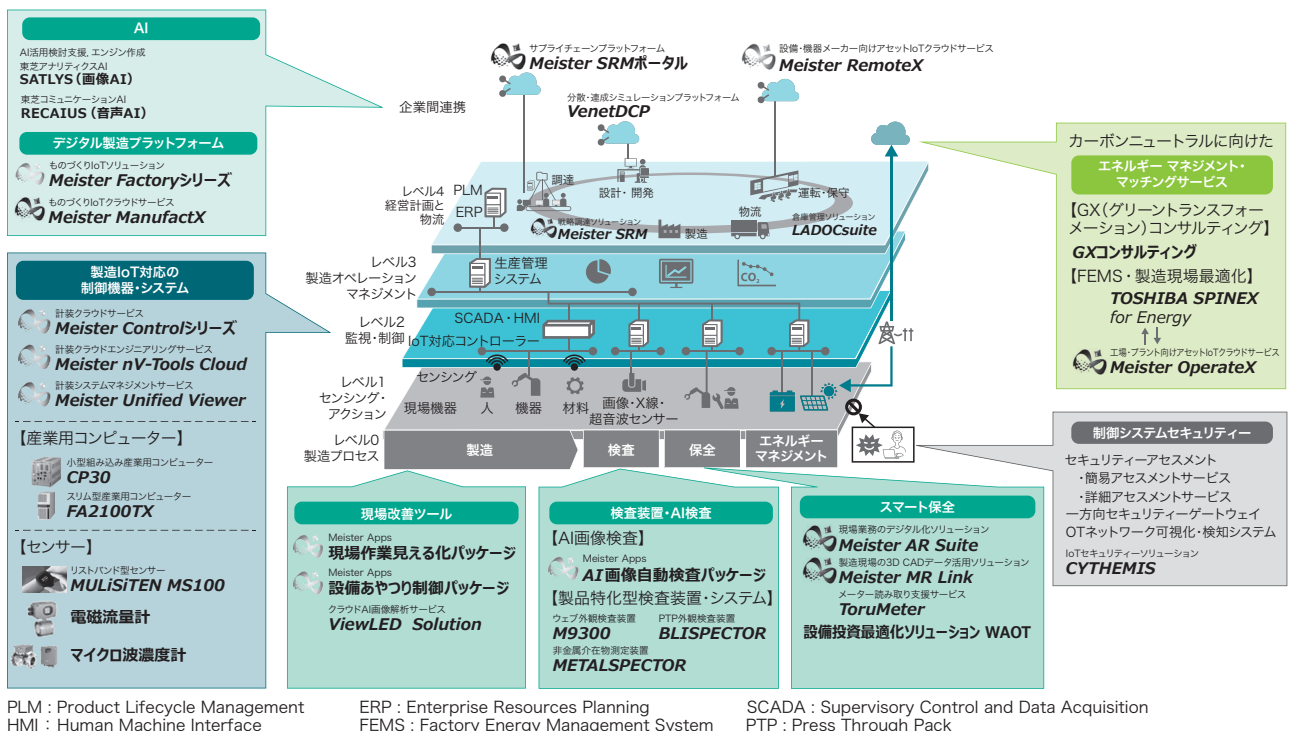 AI
AI活用検討支援, エンジン作成
東芝アナリティクスAI
SATLYS（画像AI）
東芝コミュニケーションAI
RECAIUS（音声AI）
デジタル製造プラットフォーム
ものづくりIoTソリューション
Meister Factoryシリーズ
ものづくりIoTクラウドサービス
Meister ManufactX
製造IoT対応の
制御機器・システム
計装クラウドサービス
Meister Controlシリーズ
計装クラウドエンジニアリングサービス
Meister nV-Tools Cloud
計装システムマネジメントサービス
Meister Unified Viewer
【産業用コンピューター】
小型組み込み産業用コンピューター
CP30
スリム型産業用コンピューター
FA2100TX
【センサー】
リストバンド型センサー
MULiSiTEN MS100
電磁流量計
マイクロ波濃度計
企業間連携
サプライチェーンプラットフォーム
Meister SRMポータル
分散・連成シミュレーションプラットフォーム
VenetDCP
設備・機器メーカー向けアセットIoTクラウドサービス
Meister RemoteX
レベル4
経営計画と
物流
PLM
ERP
調達
設計・開発
運転・保守
戦略調達ソリューション
Meister SRM
製造
物流
倉庫管理ソリューション
LADOCsuite
レベル3
製造オペレーション
マネジメント
生産管理
システム
CO₂
レベル2
監視・制御
SCADA・HMI
IoT対応コントローラー
レベル1
センシング・
アクション
センシング
現場機器
人
機器
材料
画像・X線・
超音波センサー
レベル0
製造プロセス
製造
検査
保全
エネルギー
マネジメント
カーボンニュートラルに向けた
エネルギー マネジメント・
マッチングサービス
【GX（グリーントランスフォー
メーション）コンサルティング】
GXコンサルティング
【FEMS・製造現場最適化】
TOSHIBA SPINEX
for Energy
工場・プラント向けアセットIoTクラウドサービス
Meister OperateX
制御システムセキュリティー
セキュリティーアセスメント
・簡易アセスメントサービス
・詳細アセスメントサービス
一方向セキュリティーゲートウェイ
OTネットワーク可視化・検知システム
IoTセキュリティーソリューション
CYTHEMIS
現場改善ツール
Meister Apps
現場作業見える化パッケージ
Meister Apps
設備あやつり制御パッケージ
クラウドAI画像解析サービス
ViewLED Solution
検査装置・AI検査
【AI画像検査】
Meister Apps
AI画像自動検査パッケージ
【製品特化型検査装置・システム】
ウェブ外観検査装置
M9300
PTP外観検査装置
BLISPECTOR
非金属介在物測定装置
METALSPECTOR
スマート保全
現場業務のデジタル化ソリューション
Meister AR Suite
製造現場の3D CADデータ活用ソリューション
Meister MR Link
メーター読み取り支援サービス
ToruMeter
設備投資最適化ソリューション WAOT
PLM : Product Lifecycle Management
ERP : Enterprise Resources Planning
SCADA : Supervisory Control and Data Acquisition
HMI : Human Machine Interface
FEMS : Factory Energy Management System
PTP : Press Through Pack